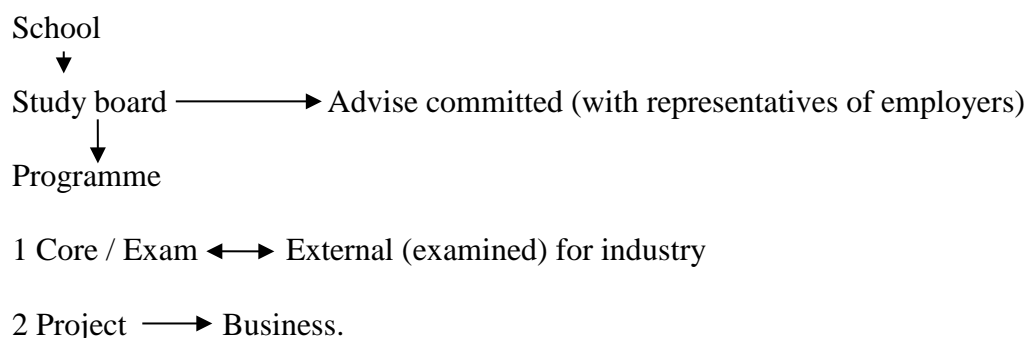 School
Study board Advise committed (with representatives of employers)
Programme
1 Core / Exam External (examined) for industry
2 Project Business.